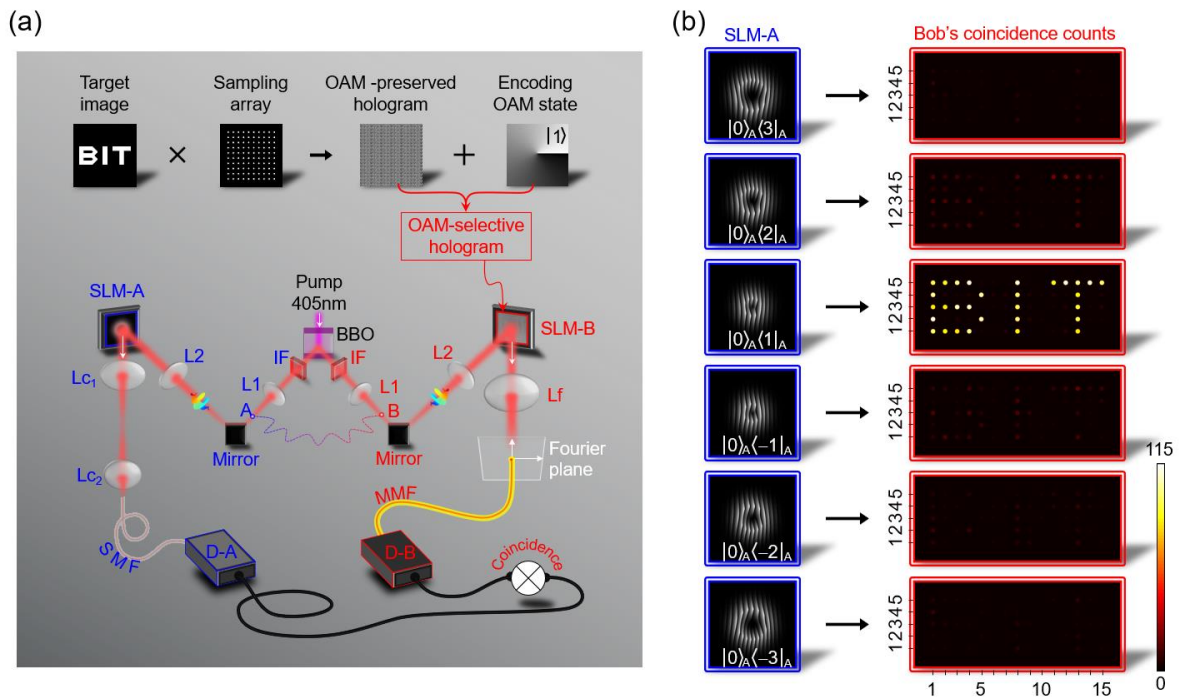 (a)
Target
image
Sampling
array
OAM -preserved
hologram
Encoding
OAM state
BIT
×
|1⟩
OAM-selective
hologram
Pump
405nm
BBO
SLM-A
SLM-B
L2
IF
IF
L2
Lc1
L1
L1
Lf
A
B
Mirror
Mirror
Fourier
plane
Lc2
MMF
SMF
D-A
D-B
Coincidence
(b)
SLM-A
Bob's coincidence counts
|0⟩A⟨3|A
12345
|0⟩A⟨2|A
12345
|0⟩A⟨1|A
12345
|0⟩A⟨−1|A
12345
|0⟩A⟨−2|A
12345
|0⟩A⟨−3|A
12345
115
0
1 5 10 15